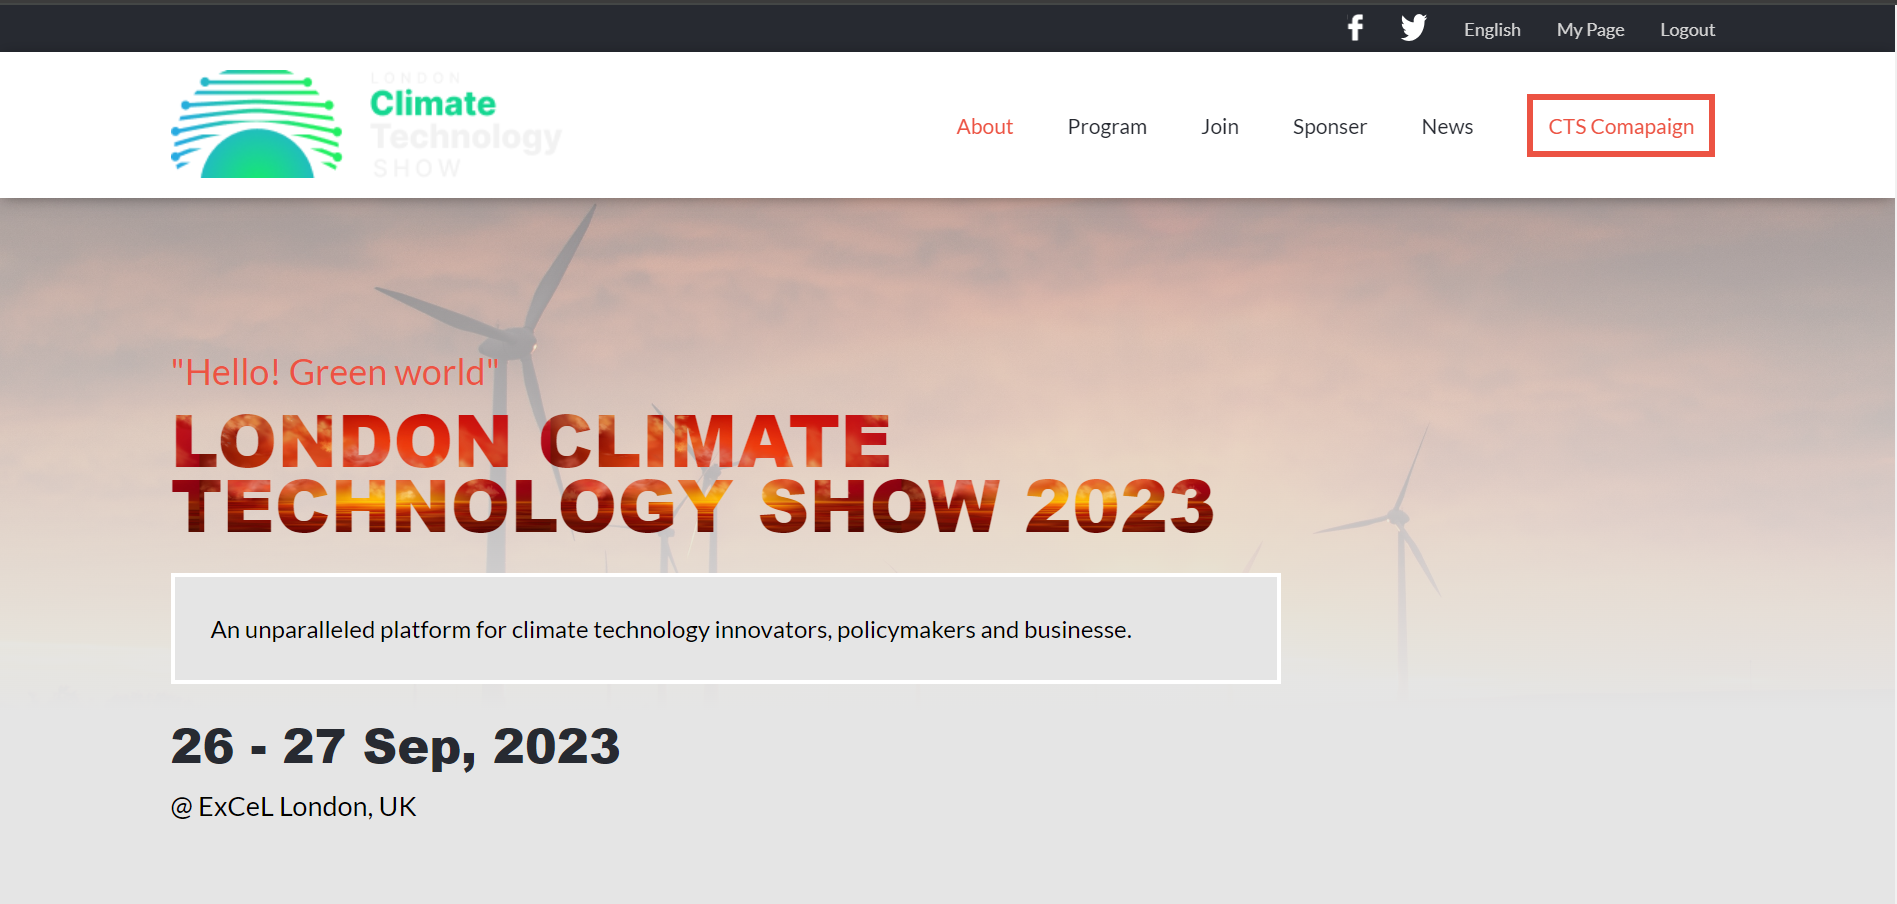 English My Page Logout
LONDON
Climate
Technology
SHOW
About Program Join Sponser News CTS Comapaign
"Hello! Green world"
LONDON CLIMATE
TECHNOLOGY SHOW 2023
An unparalleled platform for climate technology innovators, policymakers and businesse.
26 - 27 Sep, 2023
@ ExCeL London, UK